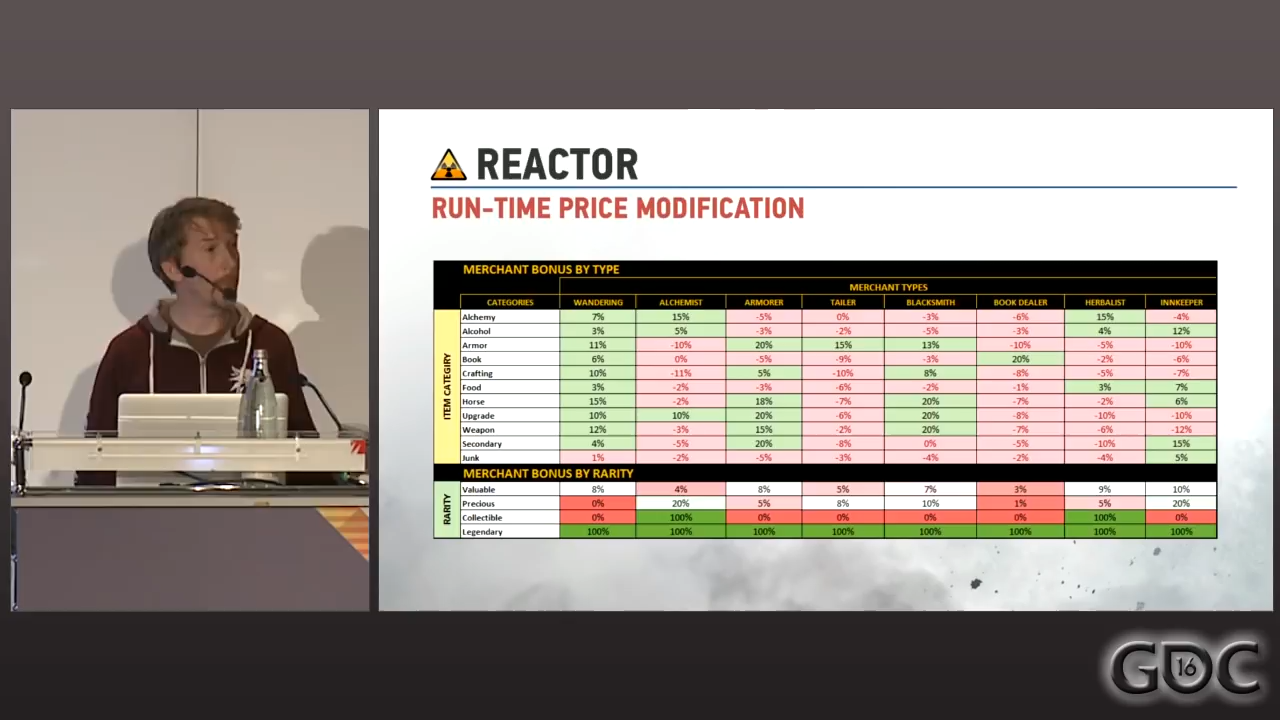 REACTOR
RUN-TIME PRICE MODIFICATION
MERCHANT BONUS BY TYPE
MERCHANT TYPES
CATEGORIES WANDERING ALCHEMIST ARMORER TAILER BLACKSMITH BOOK DEALER HERBALIST INNKEEPER
ITEM CATEGIRY
Alchemy 7% 15% -5% 0% -3% -6% 15% -4%
Alcohol 3% 5% -3% -2% -5% -3% 4% 12%
Armor 11% -10% 20% 15% 13% -10% -5% -10%
Book 6% 0% -5% -9% -3% 20% -2% -6%
Crafting 10% -11% 5% -10% 8% -8% -5% -7%
Food 3% -2% -3% -6% -2% -1% 3% 7%
Horse 15% -2% 18% -7% 20% -7% -2% 6%
Upgrade 10% 10% 20% -6% 20% -8% -10% -10%
Weapon 12% -3% 15% -2% 20% -7% -6% -12%
Secondary 4% -5% 20% -8% 0% -5% -10% 15%
Junk 1% -2% -5% -3% -4% -2% -4% 5%
MERCHANT BONUS BY RARITY
RARITY
Valuable 8% 4% 8% 5% 7% 3% 9% 10%
Precious 0% 20% 5% 8% 10% 1% 5% 20%
Collectible 0% 100% 0% 0% 0% 0% 100% 0%
Legendary 100% 100% 100% 100% 100% 100% 100% 100%
GDC 16